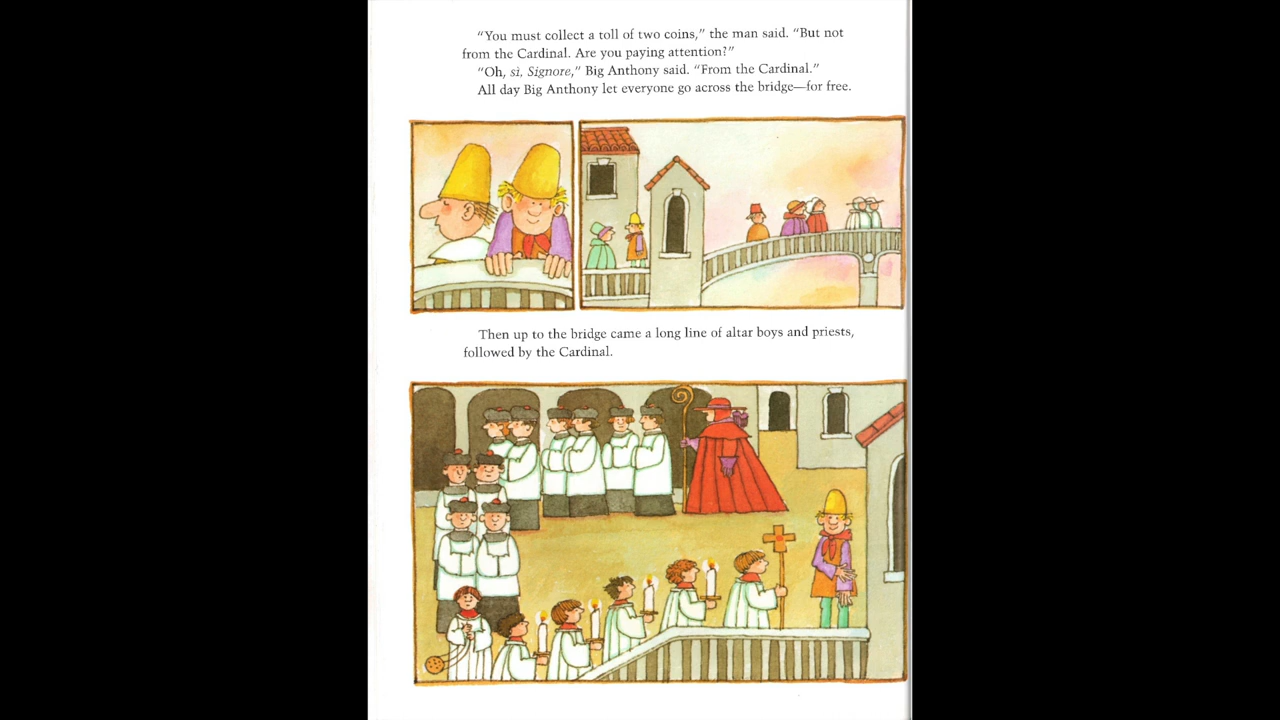 “You must collect a toll of two coins,” the man said. “But not
from the Cardinal. Are you paying attention?”
“Oh, sì, Signore,” Big Anthony said. “From the Cardinal.”
All day Big Anthony let everyone go across the bridge—for free.
Then up to the bridge came a long line of altar boys and priests,
followed by the Cardinal.